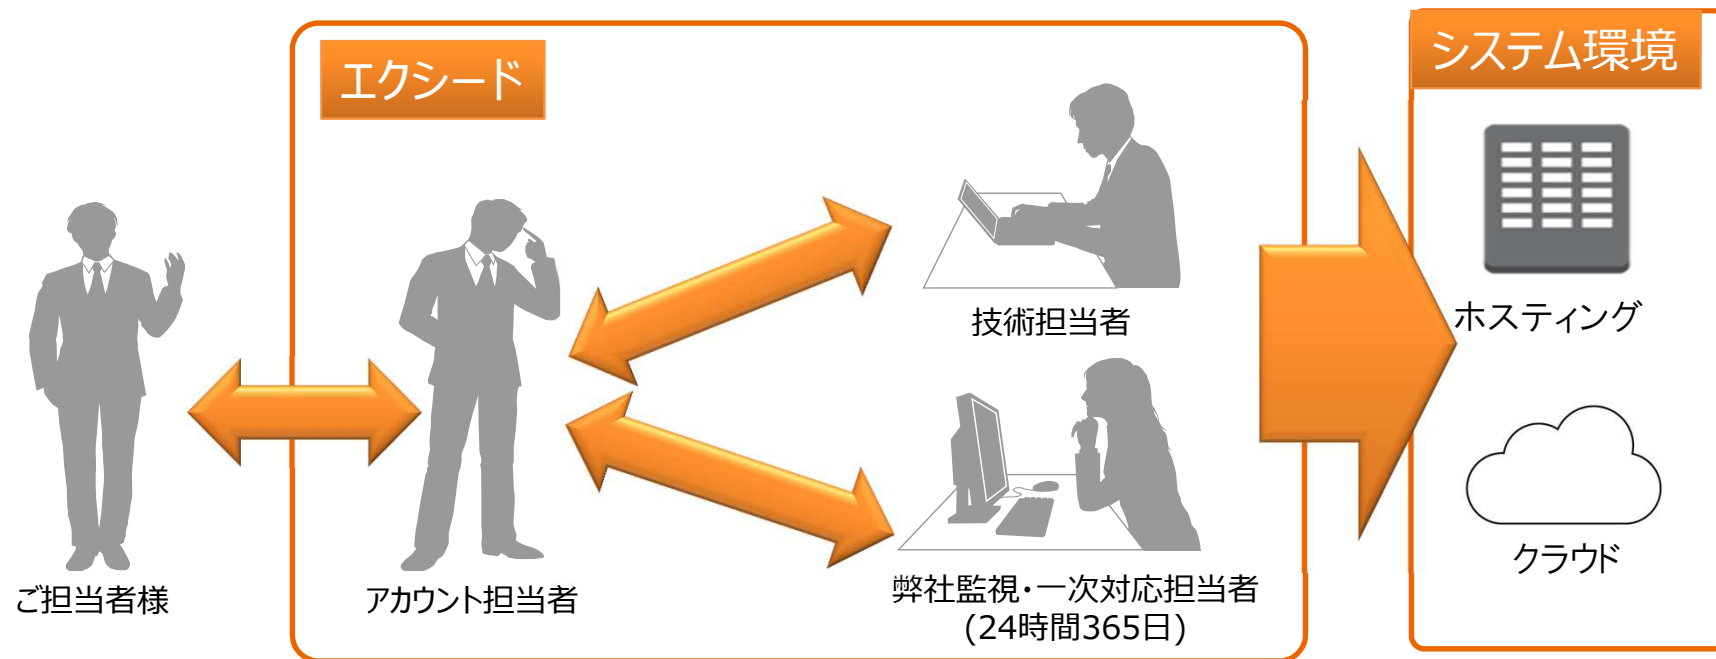 エクシード
システム環境
技術担当者
ホスティング
クラウド
ご担当者様
アカウント担当者
弊社監視・一次対応担当者
(24時間365日)